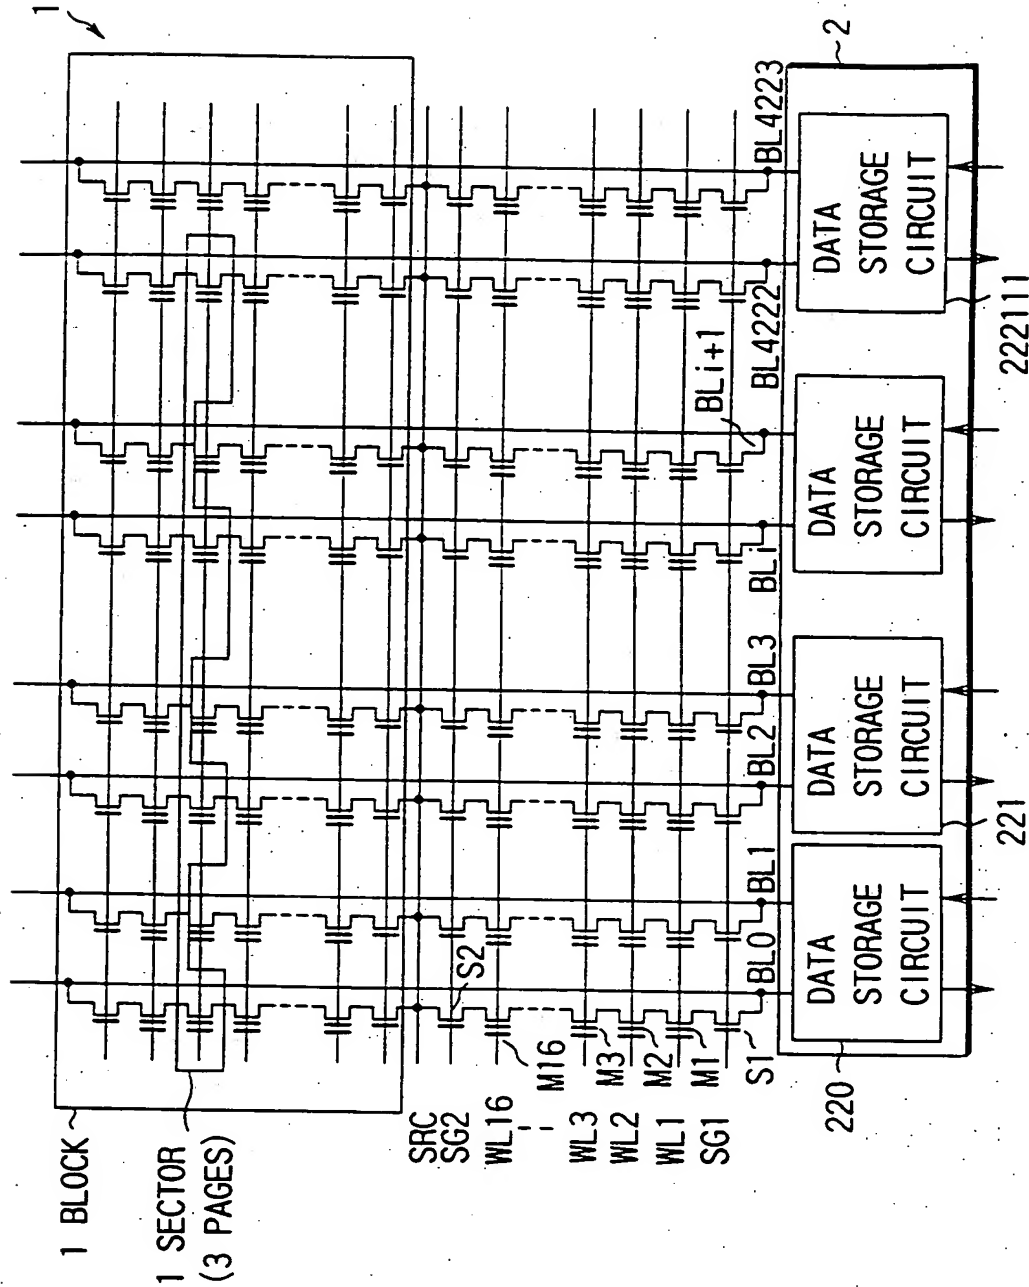 1
1 BLOCK
1 SECTOR
(3 PAGES)
SRC
SG2
WL16
WL3
WL2
WL1
SG1
S2
M16
M3
M2
M1
S1
BL0
BL1
BL2
BL3
BLi
BLi+1
BL4222
BL4223
2
DATA
STORAGE
CIRCUIT
DATA
STORAGE
CIRCUIT
DATA
STORAGE
CIRCUIT
DATA
STORAGE
CIRCUIT
220
221
222111